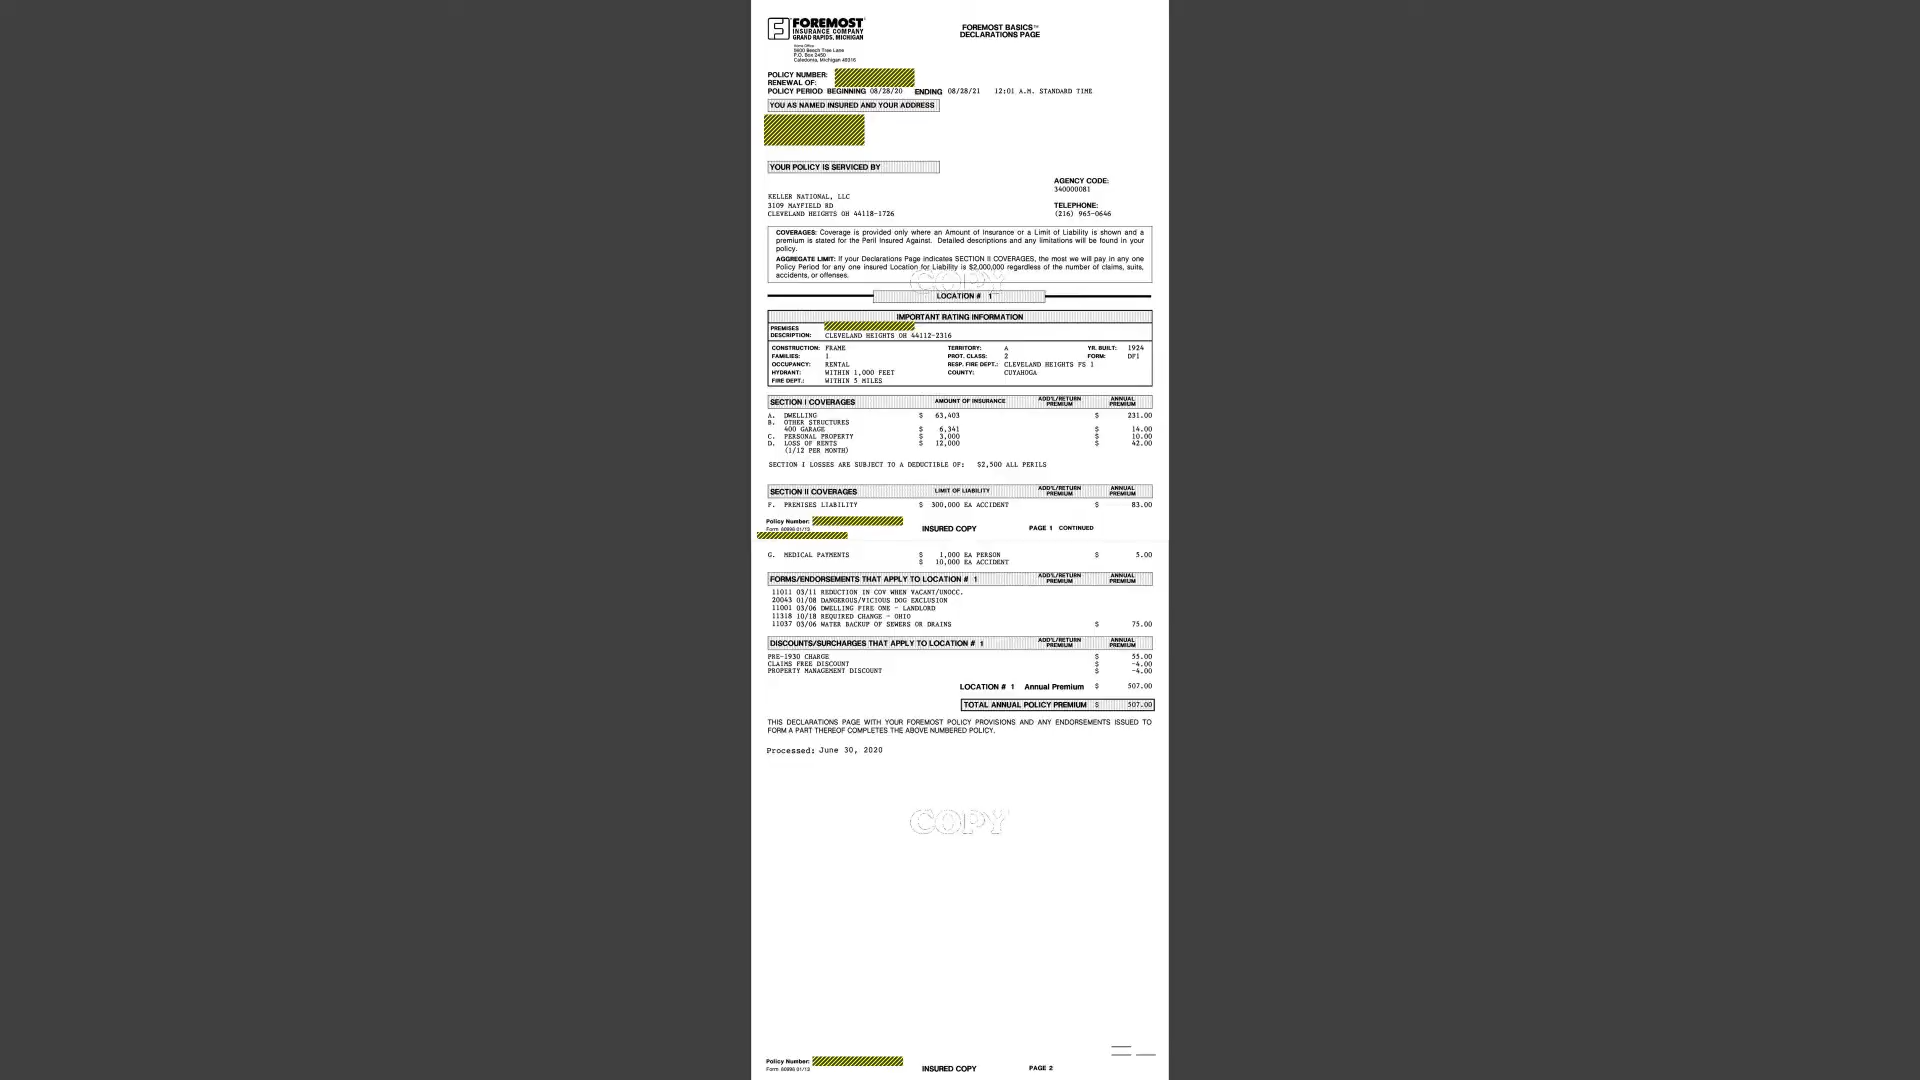 FOREMOST
INSURANCE COMPANY
GRAND RAPIDS, MICHIGAN
FOREMOST BASICS™
DECLARATIONS PAGE
Home Office:
5600 Beech Tree Lane
P.O. Box 2450
Caledonia, Michigan 49316
POLICY NUMBER:
RENEWAL OF:
POLICY PERIOD BEGINNING 08/28/20 ENDING 08/28/21 12:01 A.M. STANDARD TIME
YOU AS NAMED INSURED AND YOUR ADDRESS
YOUR POLICY IS SERVICED BY
AGENCY CODE:
340000081
KELLER NATIONAL, LLC
3109 MAYFIELD RD
TELEPHONE:
CLEVELAND HEIGHTS OH 44118-1726
(216) 965-0646
COVERAGES: Coverage is provided only where an Amount of Insurance or a Limit of Liability is shown and a
premium is stated for the Peril Insured Against. Detailed descriptions and any limitations will be found in your
policy.
AGGREGATE LIMIT: If your Declarations Page indicates SECTION II COVERAGES, the most we will pay in any one
Policy Period for any one insured Location for Liability is $2,000,000 regardless of the number of claims, suits,
accidents, or offenses.
COPY
LOCATION # 1
IMPORTANT RATING INFORMATION
PREMISES
DESCRIPTION: CLEVELAND HEIGHTS OH 44112-2316
CONSTRUCTION: FRAME TERRITORY: A YR. BUILT: 1924
FAMILIES: 1 PROT. CLASS: 2 FORM: DF1
OCCUPANCY: RENTAL RESP. FIRE DEPT.: CLEVELAND HEIGHTS FS 1
HYDRANT: WITHIN 1,000 FEET COUNTY: CUYAHOGA
FIRE DEPT.: WITHIN 5 MILES
SECTION I COVERAGES AMOUNT OF INSURANCE ADD'L/RETURN PREMIUM ANNUAL PREMIUM
A. DWELLING $ 63,403 $ 231.00
B. OTHER STRUCTURES
400 GARAGE $ 6,341 $ 14.00
C. PERSONAL PROPERTY $ 3,000 $ 10.00
D. LOSS OF RENTS $ 12,000 $ 42.00
(1/12 PER MONTH)
SECTION I LOSSES ARE SUBJECT TO A DEDUCTIBLE OF: $2,500 ALL PERILS
SECTION II COVERAGES LIMIT OF LIABILITY ADD'L/RETURN PREMIUM ANNUAL PREMIUM
F. PREMISES LIABILITY $ 300,000 EA ACCIDENT $ 83.00
Policy Number:
Form 80998 01/13 INSURED COPY PAGE 1 CONTINUED
G. MEDICAL PAYMENTS $ 1,000 EA PERSON $ 5.00
$ 10,000 EA ACCIDENT
FORMS/ENDORSEMENTS THAT APPLY TO LOCATION # 1 ADD'L/RETURN PREMIUM ANNUAL PREMIUM
11011 03/11 REDUCTION IN COV WHEN VACANT/UNOCC.
20043 01/08 DANGEROUS/VICIOUS DOG EXCLUSION
11001 03/06 DWELLING FIRE ONE - LANDLORD
11318 10/18 REQUIRED CHANGE - OHIO
11037 03/06 WATER BACKUP OF SEWERS OR DRAINS $ 75.00
DISCOUNTS/SURCHARGES THAT APPLY TO LOCATION # 1 ADD'L/RETURN PREMIUM ANNUAL PREMIUM
PRE-1930 CHARGE $ 55.00
CLAIMS FREE DISCOUNT $ -4.00
PROPERTY MANAGEMENT DISCOUNT $ -4.00
LOCATION # 1 Annual Premium $ 507.00
TOTAL ANNUAL POLICY PREMIUM $ 507.00
THIS DECLARATIONS PAGE WITH YOUR FOREMOST POLICY PROVISIONS AND ANY ENDORSEMENTS ISSUED TO
FORM A PART THEREOF COMPLETES THE ABOVE NUMBERED POLICY.
Processed: June 30, 2020
COPY
Policy Number:
Form 80998 01/13 INSURED COPY PAGE 2